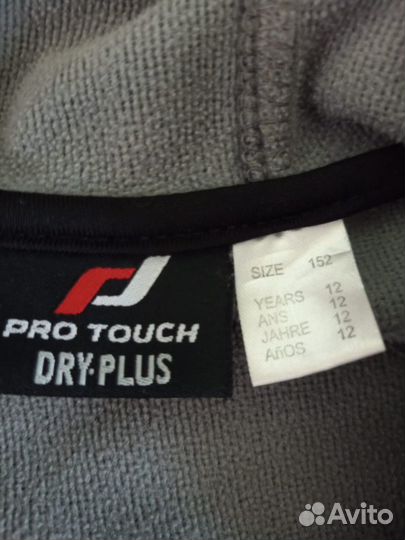 PRO TOUCH
DRY·PLUS
SIZE 152
YEARS 12
ANS 12
JAHRE 12
AñOS 12
Avito